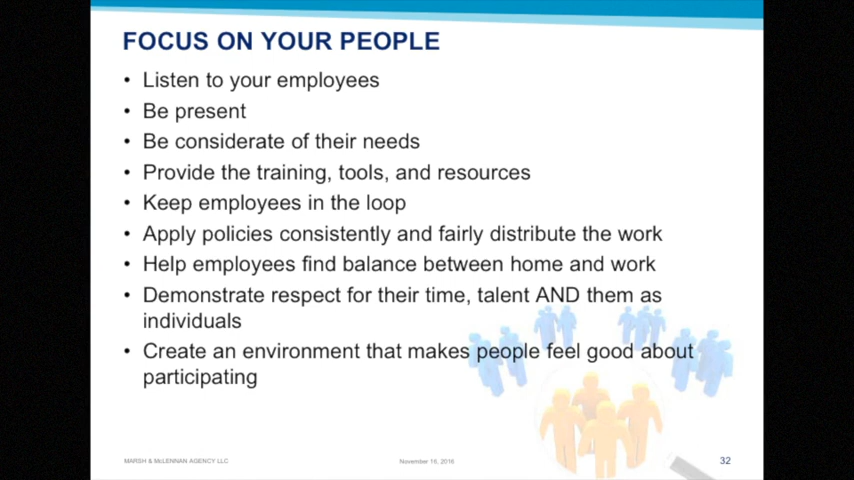 FOCUS ON YOUR PEOPLE
• Listen to your employees
• Be present
• Be considerate of their needs
• Provide the training, tools, and resources
• Keep employees in the loop
• Apply policies consistently and fairly distribute the work
• Help employees find balance between home and work
• Demonstrate respect for their time, talent AND them as
individuals
• Create an environment that makes people feel good about
participating
MARSH & McLENNAN AGENCY LLC
November 16, 2016
32